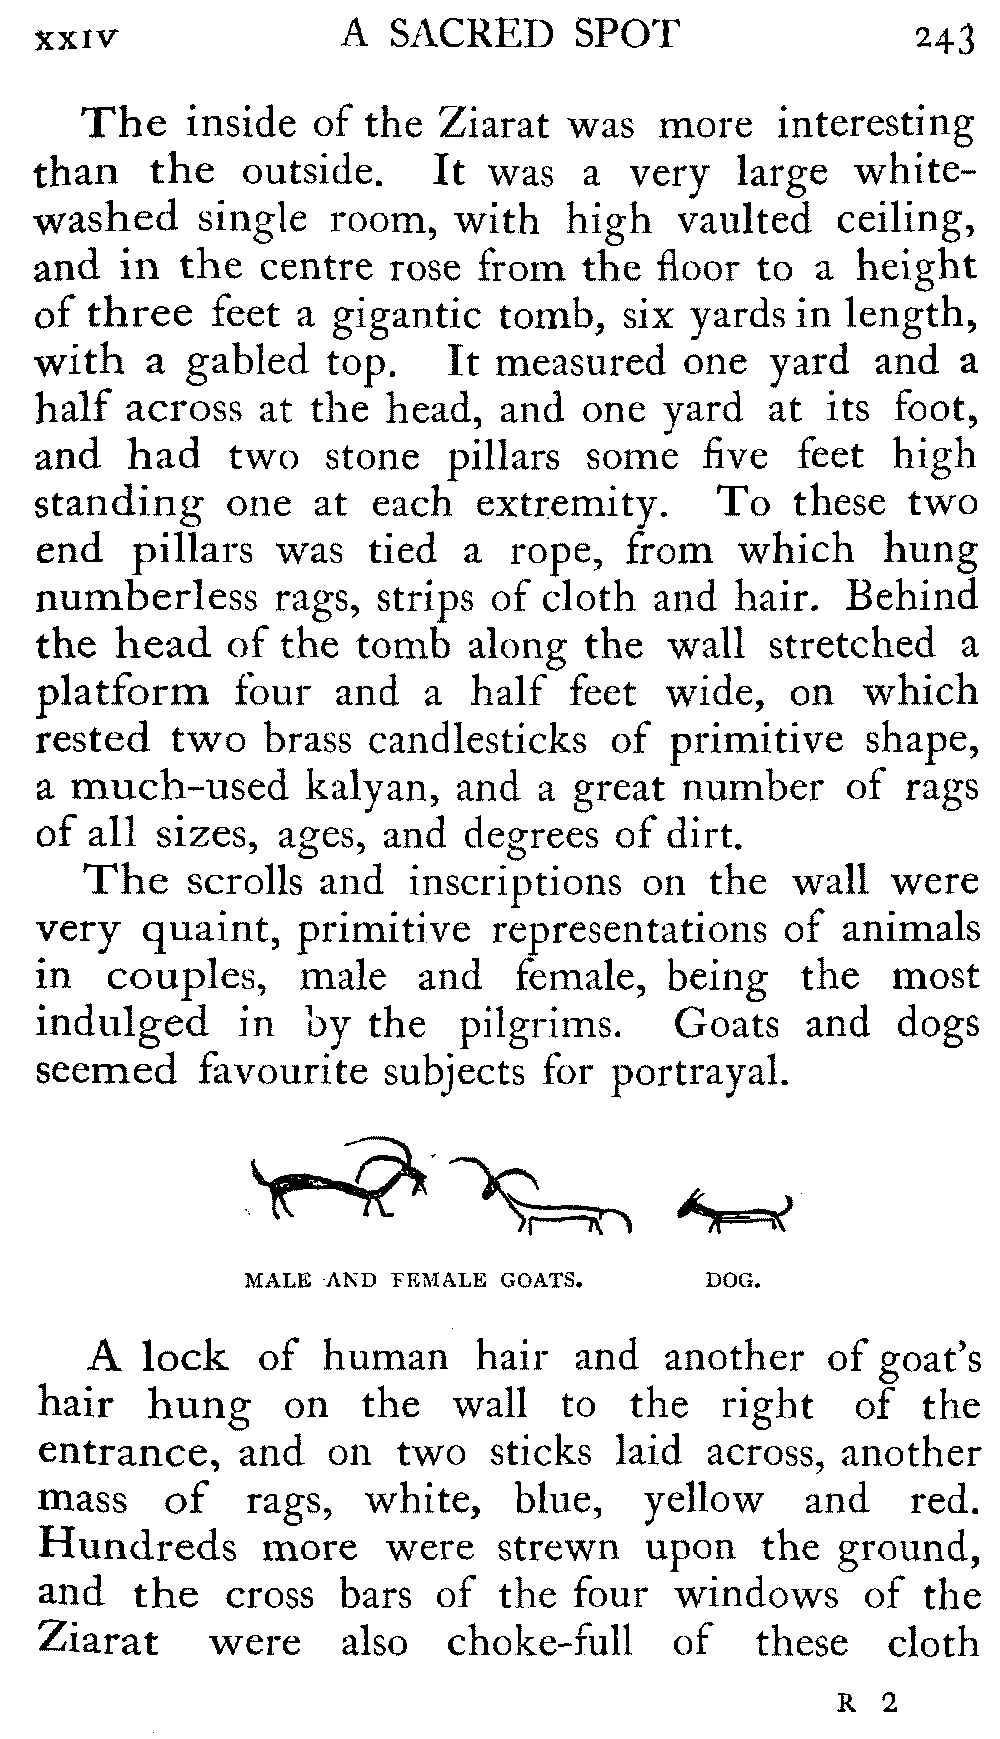 xxiv A SACRED SPOT 243
The inside of the Ziarat was more interesting
than the outside. It was a very large white-
washed single room, with high vaulted ceiling,
and in the centre rose from the floor to a height
of three feet a gigantic tomb, six yards in length,
with a gabled top. It measured one yard and a
half across at the head, and one yard at its foot,
and had two stone pillars some five feet high
standing one at each extremity. To these two
end pillars was tied a rope, from which hung
numberless rags, strips of cloth and hair. Behind
the head of the tomb along the wall stretched a
platform four and a half feet wide, on which
rested two brass candlesticks of primitive shape,
a much-used kalyan, and a great number of rags
of all sizes, ages, and degrees of dirt.
The scrolls and inscriptions on the wall were
very quaint, primitive representations of animals
in couples, male and female, being the most
indulged in by the pilgrims. Goats and dogs
seemed favourite subjects for portrayal.
MALE AND FEMALE GOATS. DOG.
A lock of human hair and another of goat's
hair hung on the wall to the right of the
entrance, and on two sticks laid across, another
mass of rags, white, blue, yellow and red.
Hundreds more were strewn upon the ground,
and the cross bars of the four windows of the
Ziarat were also choke-full of these cloth
R 2